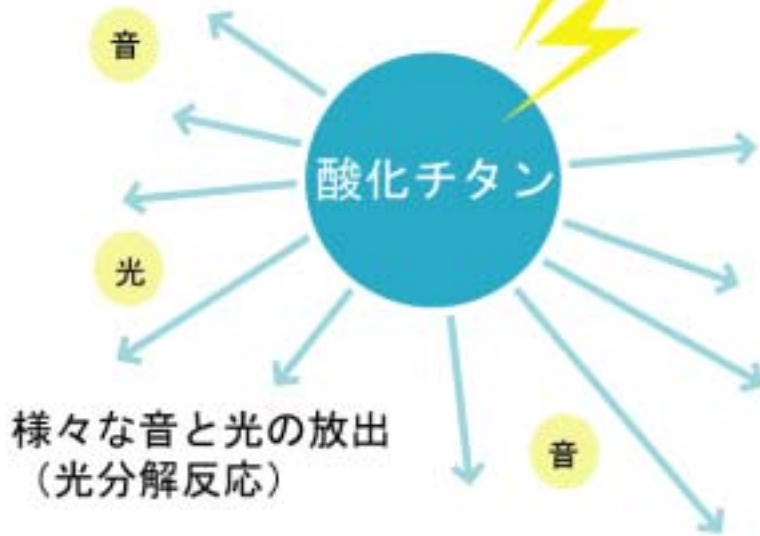 音
酸化チタン
光
様々な音と光の放出
（光分解反応）
音